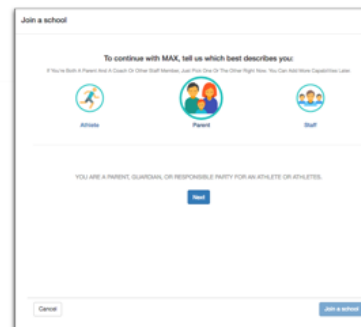 Join a school
To continue with MAX, tell us which best describes you:
If You're Both A Parent And A Coach Or Other Staff Member, Just Pick One Or The Other Right Now. You Can Add More Capabilities Later.
Athlete Parent Staff
YOU ARE A PARENT, GUARDIAN, OR RESPONSIBLE PARTY FOR AN ATHLETE OR ATHLETES.
Next
Cancel Join a school